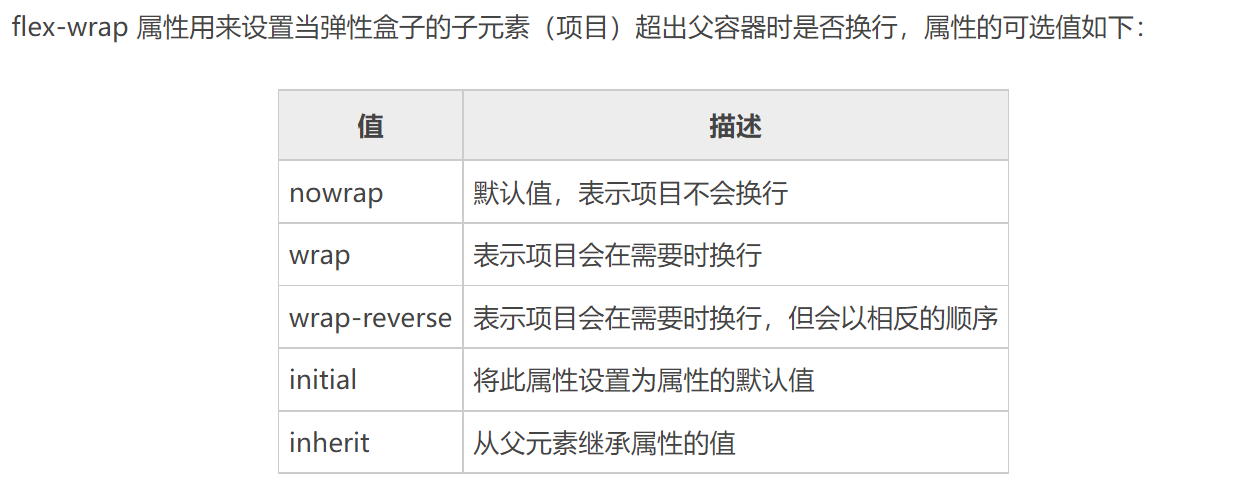 flex-wrap 属性用来设置当弹性盒子的子元素（项目）超出父容器时是否换行，属性的可选值如下：
值 描述
nowrap 默认值，表示项目不会换行
wrap 表示项目会在需要时换行
wrap-reverse 表示项目会在需要时换行，但会以相反的顺序
initial 将此属性设置为属性的默认值
inherit 从父元素继承属性的值